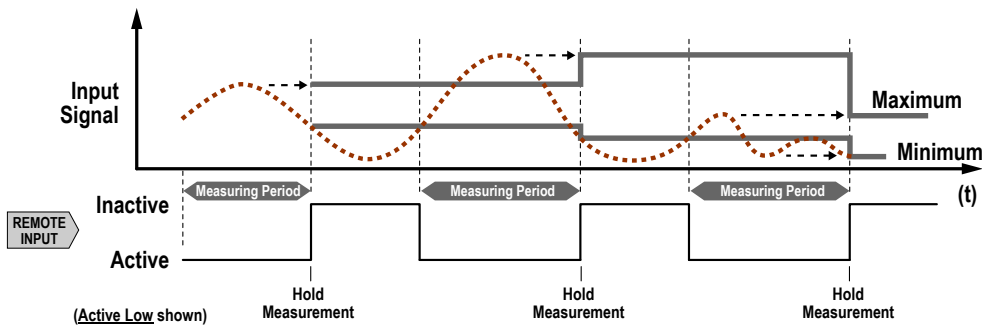 Input
Signal
Maximum
Minimum
(t)
Measuring Period
Measuring Period
Measuring Period
Inactive
REMOTE
INPUT
Active
Hold
Measurement
Hold
Measurement
Hold
Measurement
(Active Low shown)